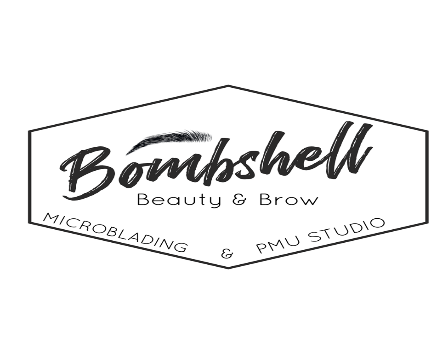 Bombshell
Beauty & Brow
MICROBLADING & PMU STUDIO